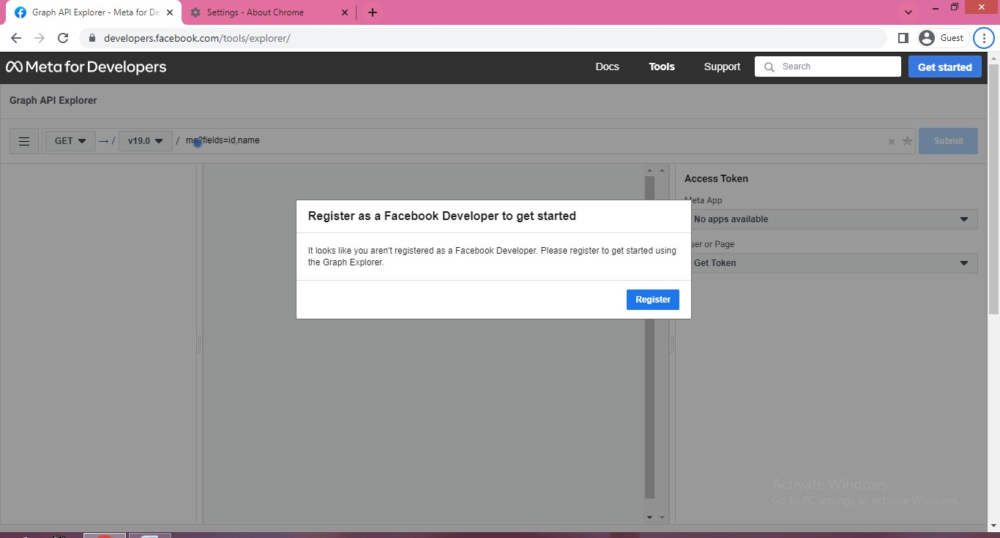 Graph API Explorer - Meta for De
Settings - About Chrome
developers.facebook.com/tools/explorer/
Guest
Meta for Developers
Docs
Tools
Support
Search
Get started
Graph API Explorer
GET
→ /
v19.0
/
me?fields=id,name
Submit
Access Token
Meta App
No apps available
ser or Page
Get Token
Register as a Facebook Developer to get started
It looks like you aren't registered as a Facebook Developer. Please register to get started using
the Graph Explorer.
Register
Activate Windows
Go to PC settings to activate Windows.